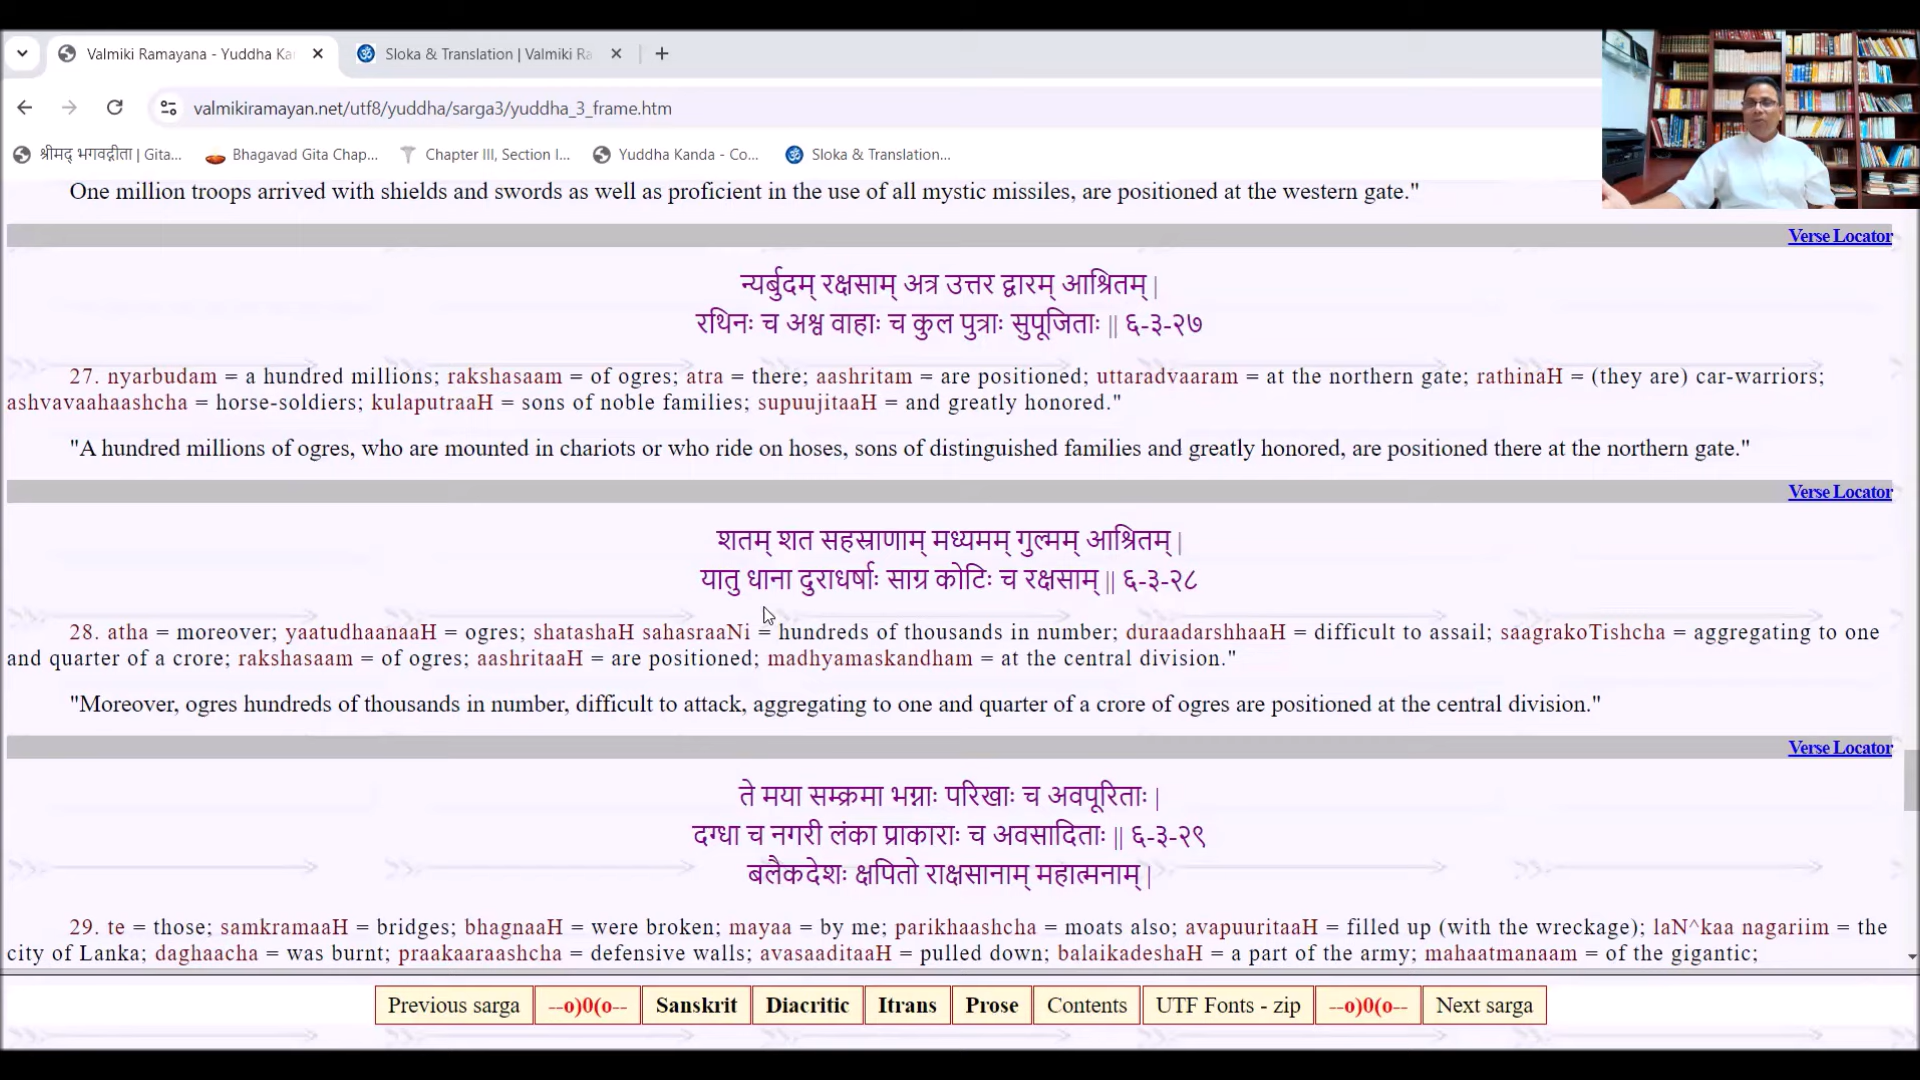 Valmiki Ramayana - Yuddha Ka
Sloka & Translation | Valmiki Ra
valmikiramayan.net/utf8/yuddha/sarga3/yuddha_3_frame.htm
श्रीमद् भगवद्गीता | Gita...
Bhagavad Gita Chap...
Chapter III, Section I...
Yuddha Kanda - Co...
Sloka & Translation...
One million troops arrived with shields and swords as well as proficient in the use of all mystic missiles, are positioned at the western gate."
Verse Locator
न्यर्बुदम् रक्षसाम् अत्र उत्तर द्वारम् आश्रितम् |
रथिनः च अश्व वाहाः च कुल पुत्राः सुपूजिताः || ६-३-२७
27. nyarbudam = a hundred millions; rakshasaam = of ogres; atra = there; aashritam = are positioned; uttaradvaaram = at the northern gate; rathinaH = (they are) car-warriors;
ashvavaahaashcha = horse-soldiers; kulaputraaH = sons of noble families; supuujitaaH = and greatly honored."
"A hundred millions of ogres, who are mounted in chariots or who ride on hoses, sons of distinguished families and greatly honored, are positioned there at the northern gate."
Verse Locator
शतम् शत सहस्राणाम् मध्यमम् गुल्मम् आश्रितम् |
यातु धाना दुराधर्षाः साग्र कोटिः च रक्षसाम् || ६-३-२८
28. atha = moreover; yaatudhaanaaH = ogres; shatashaH sahasraaNi = hundreds of thousands in number; duraadarshhaaH = difficult to assail; saagrakoTishcha = aggregating to one
and quarter of a crore; rakshasaam = of ogres; aashritaaH = are positioned; madhyamaskandham = at the central division."
"Moreover, ogres hundreds of thousands in number, difficult to attack, aggregating to one and quarter of a crore of ogres are positioned at the central division."
Verse Locator
ते मया सम्क्रमा भग्नाः परिखाः च अवपूरिताः |
दग्धा च नगरी लंका प्राकाराः च अवसादिताः || ६-३-२९
बलैकदेशः क्षपितो राक्षसानाम् महात्मनाम् |
29. te = those; samkramaaH = bridges; bhagnaaH = were broken; mayaa = by me; parikhaashcha = moats also; avapuuritaaH = filled up (with the wreckage); laN^kaa nagariim = the
city of Lanka; daghaacha = was burnt; praakaaraashcha = defensive walls; avasaaditaaH = pulled down; balaikadeshaH = a part of the army; mahaatmanaam = of the gigantic;
Previous sarga
--o)0(o--
Sanskrit
Diacritic
Itrans
Prose
Contents
UTF Fonts - zip
--o)0(o--
Next sarga